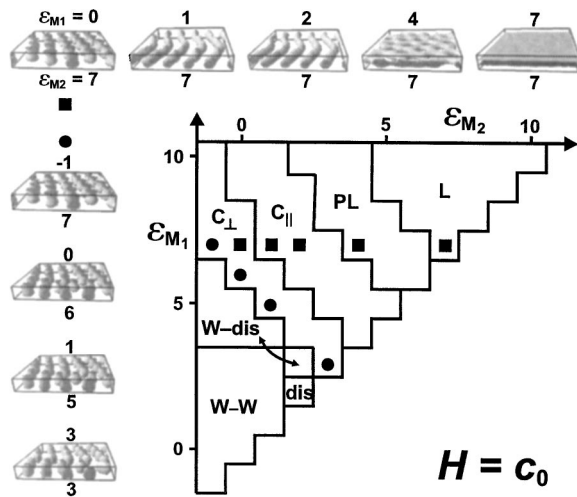 εM1 = 0 1 2 4 7
εM2 = 7 7 7 7 7
-1
7
0
6
1
5
3
3
0 5 εM2 10
10
C⊥ C|| PL L
εM1
5
W–dis
dis
W–W
0
H = c0